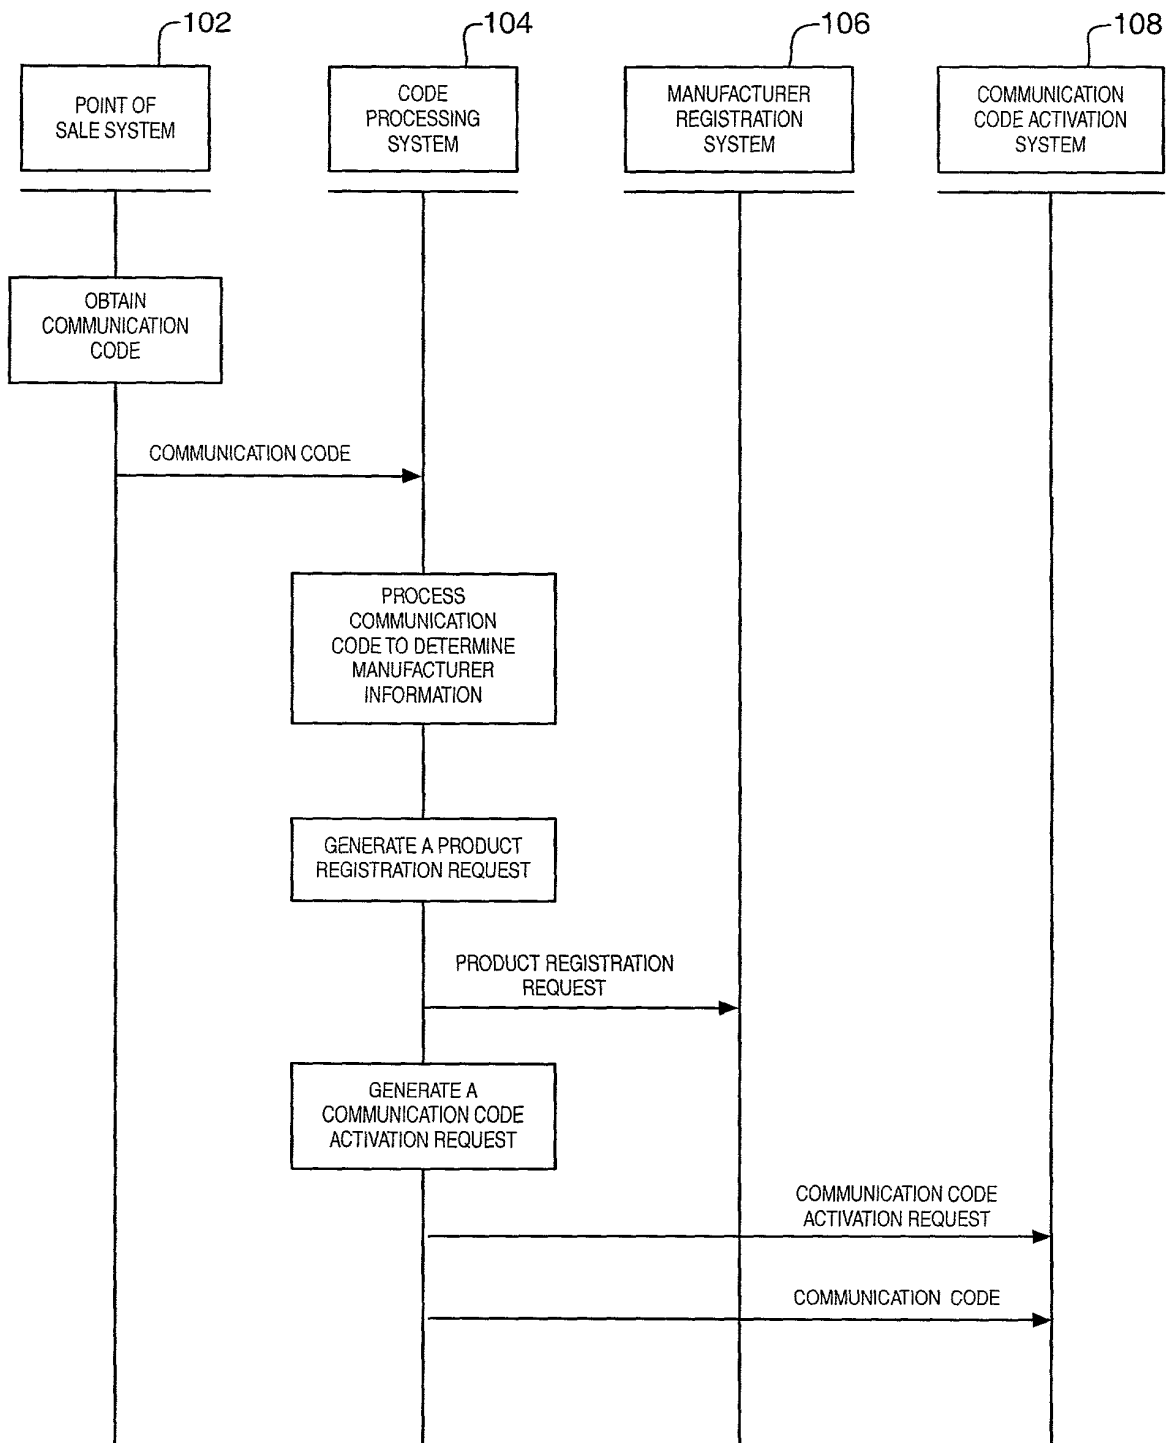 102
104
106
108
POINT OF
SALE SYSTEM
CODE
PROCESSING
SYSTEM
MANUFACTURER
REGISTRATION
SYSTEM
COMMUNICATION
CODE ACTIVATION
SYSTEM
OBTAIN
COMMUNICATION
CODE
COMMUNICATION CODE
PROCESS
COMMUNICATION
CODE TO DETERMINE
MANUFACTURER
INFORMATION
GENERATE A PRODUCT
REGISTRATION REQUEST
PRODUCT REGISTRATION
REQUEST
GENERATE A
COMMUNICATION CODE
ACTIVATION REQUEST
COMMUNICATION CODE
ACTIVATION REQUEST
COMMUNICATION CODE